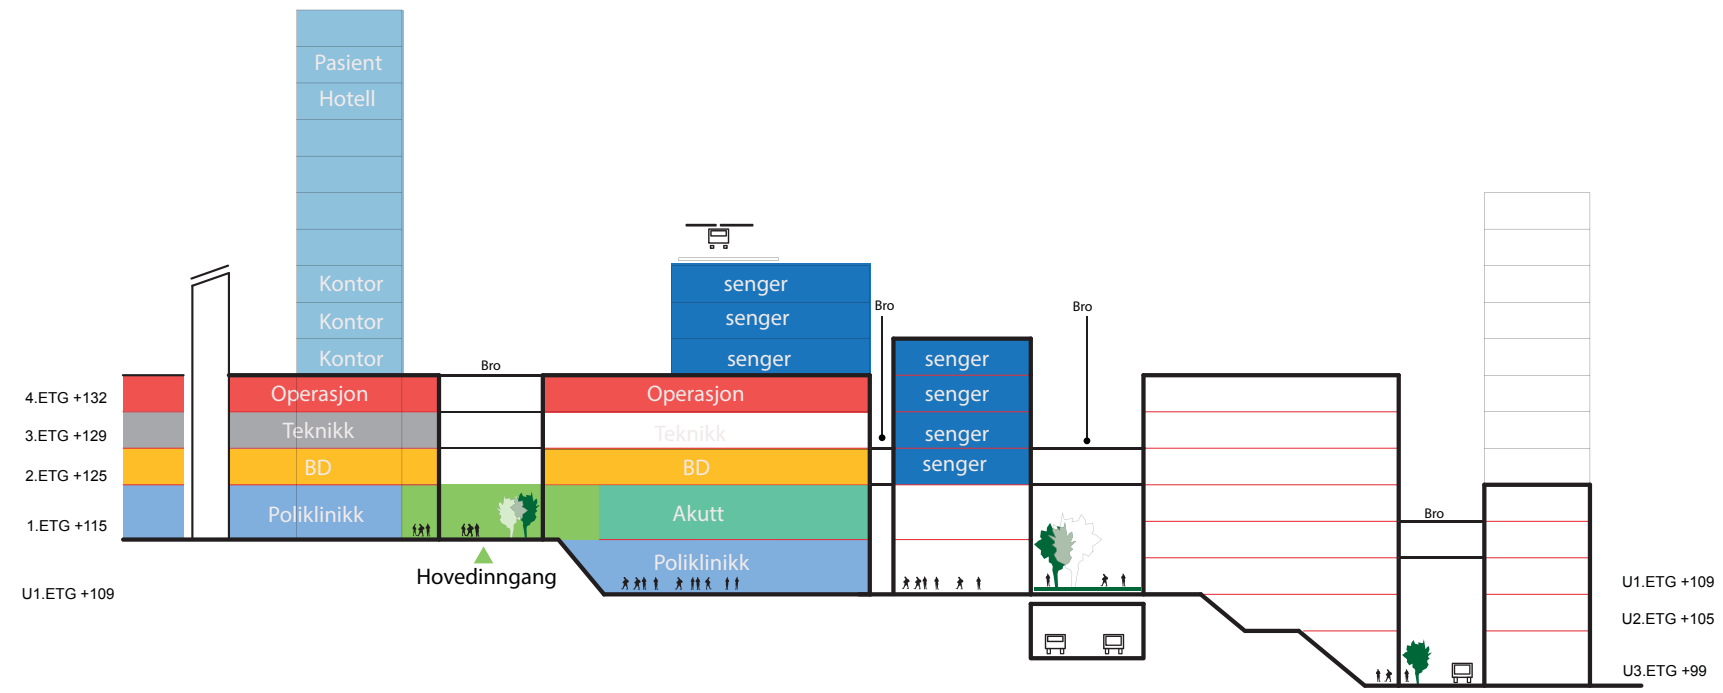 Pasient
Hotell
Kontor
Kontor
Kontor
senger
senger
senger
Bro
Bro
Bro
senger
senger
senger
senger
4.ETG +132
Operasjon
Operasjon
3.ETG +129
Teknikk
Teknikk
2.ETG +125
BD
BD
1.ETG +115
Poliklinikk
Akutt
Bro
Poliklinikk
Hovedinngang
U1.ETG +109
U1.ETG +109
U2.ETG +105
U3.ETG +99